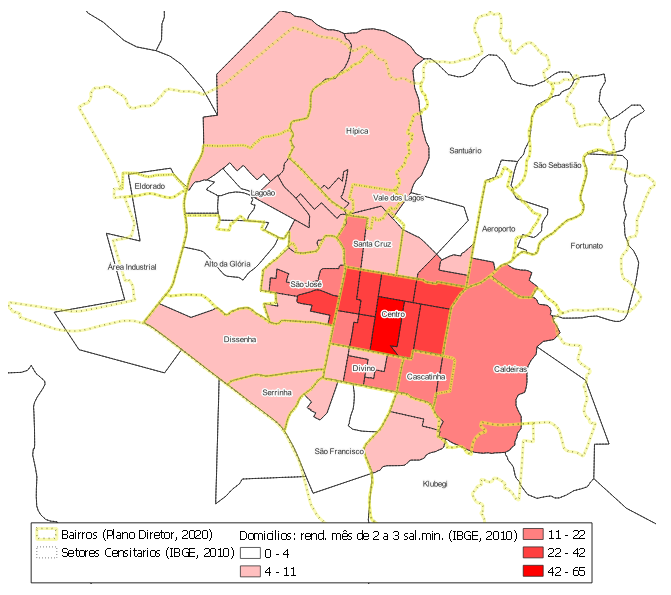 Hípica
Santuário
São Sebastião
Eldorado
Lagoão
Vale dos Lagos
Aeroporto
Santa Cruz
Fortunato
Área Industrial
Alto da Glória
São José
Centro
Dissenha
Divino
Cascatinha
Caldeiras
Serrinha
São Francisco
Klubegi
Bairros (Plano Diretor, 2020)
Setores Censitarios (IBGE, 2010)
Domicilios: rend. mês de 2 a 3 sal.min. (IBGE, 2010)
0 - 4
4 - 11
11 - 22
22 - 42
42 - 65